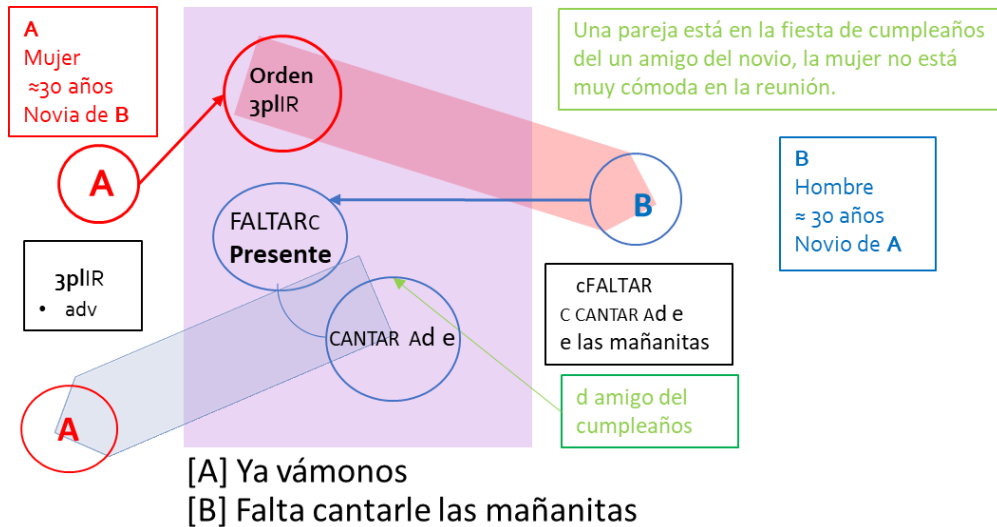 A
Mujer
≈30 años
Novia de B
Orden
3plIR
Una pareja está en la fiesta de cumpleaños
del un amigo del novio, la mujer no está
muy cómoda en la reunión.
A
B
B
Hombre
≈ 30 años
Novio de A
FALTARC
Presente
3plIR
• adv
CANTAR Ad e
cFALTAR
C CANTAR Ad e
e las mañanitas
A
d amigo del
cumpleaños
[A] Ya vámonos
[B] Falta cantarle las mañanitas